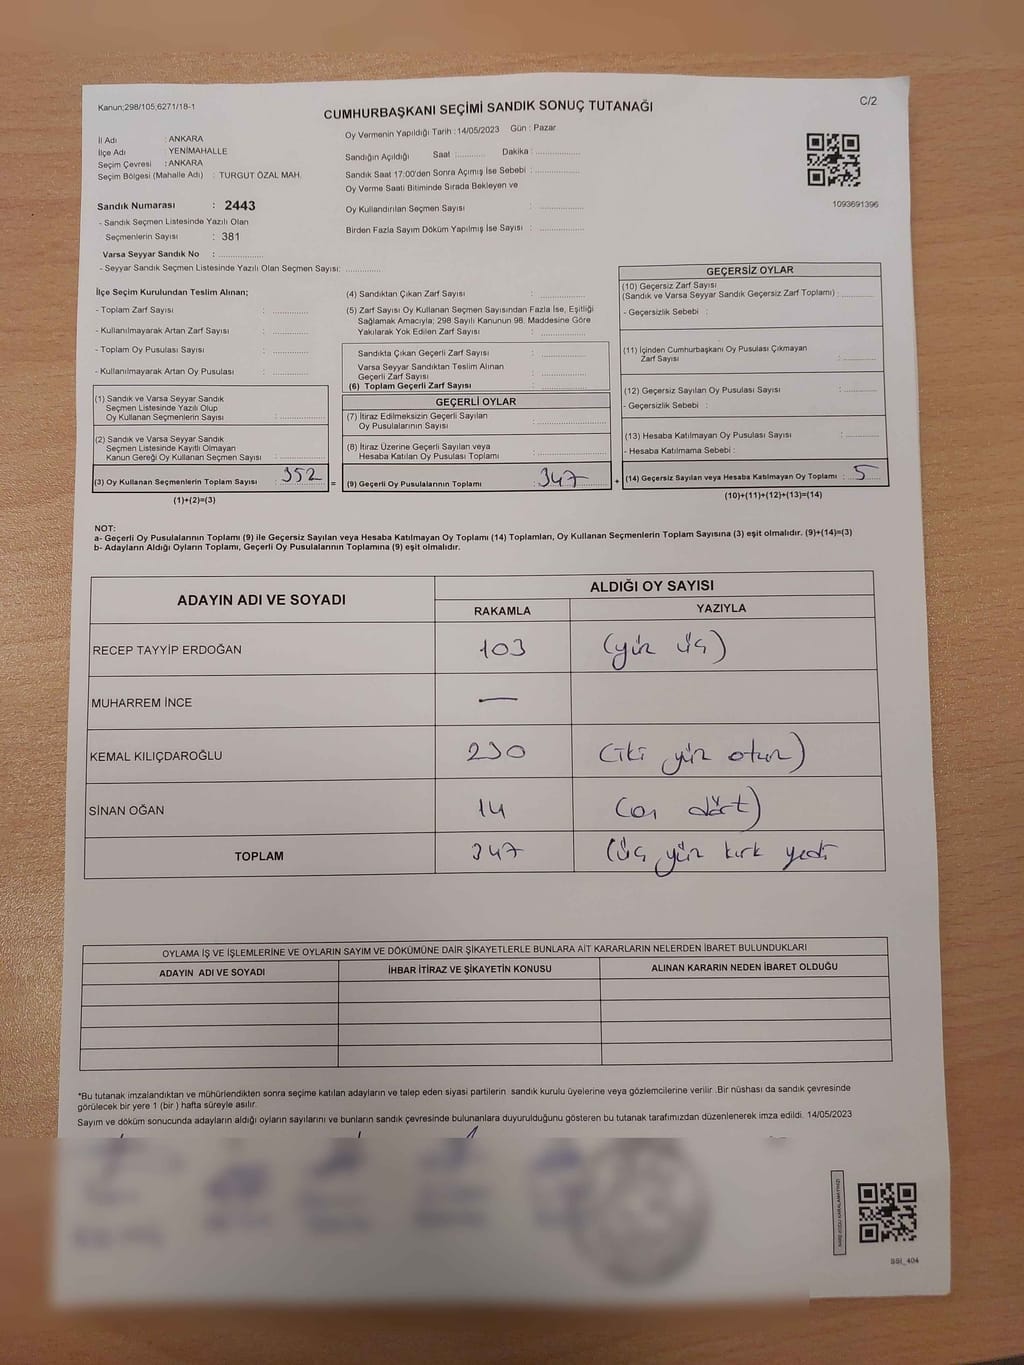 Kanun;298/105,6271/18-1
CUMHURBAŞKANI SEÇİMİ SANDIK SONUÇ TUTANAĞI
C/2
İl Adı : ANKARA
İlçe Adı : YENİMAHALLE
Seçim Çevresi : ANKARA
Seçim Bölgesi (Mahalle Adı) : TURGUT ÖZAL MAH.
Oy Vermenin Yapıldığı Tarih : 14/05/2023 Gün : Pazar
Sandığın Açıldığı Saat : ............ Dakika : ................
Sandık Saat 17:00'den Sonra Açımış İse Sebebi : ................
Oy Verme Saati Bitiminde Sırada Bekleyen ve
Oy Kullandırılan Seçmen Sayısı : ................
Birden Fazla Sayım Döküm Yapılmış İse Sayısı : ................
1093691396
Sandık Numarası : 2443
- Sandık Seçmen Listesinde Yazılı Olan
Seçmenlerin Sayısı : 381
Varsa Seyyar Sandık No : ................
- Seyyar Sandık Seçmen Listesinde Yazılı Olan Seçmen Sayısı: ............
İlçe Seçim Kurulundan Teslim Alınan;
- Toplam Zarf Sayısı : ............
- Kullanılmayarak Artan Zarf Sayısı : ............
- Toplam Oy Pusulası Sayısı : ............
- Kullanılmayarak Artan Oy Pusulası : ............
(1) Sandık ve Varsa Seyyar Sandık
Seçmen Listesinde Yazılı Olup
Oy Kullanan Seçmenlerin Sayısı : ................
(2) Sandık ve Varsa Seyyar Sandık
Seçmen Listesinde Kayıtlı Olmayan
Kanun Gereği Oy Kullanan Seçmen Sayısı : ................
(3) Oy Kullanan Seçmenlerin Toplam Sayısı : 352 =
(1)+(2)=(3)
(4) Sandıktan Çıkan Zarf Sayısı : ................
(5) Zarf Sayısı Oy Kullanan Seçmen Sayısından Fazla İse, Eşitliği
Sağlamak Amacıyla; 298 Sayılı Kanunun 98. Maddesine Göre
Yakılarak Yok Edilen Zarf Sayısı : ................
Sandıkta Çıkan Geçerli Zarf Sayısı : ................
Varsa Seyyar Sandıktan Teslim Alınan
Geçerli Zarf Sayısı : ................
(6) Toplam Geçerli Zarf Sayısı : ................
GEÇERLİ OYLAR
(7) İtiraz Edilmeksizin Geçerli Sayılan
Oy Pusulalarının Sayısı : ................
(8) İtiraz Üzerine Geçerli Sayılan veya
Hesaba Katılan Oy Pusulası Toplamı : ................
(9) Geçerli Oy Pusulalarının Toplamı : 347 +
GEÇERSİZ OYLAR
(10) Geçersiz Zarf Sayısı
(Sandık ve Varsa Seyyar Sandık Geçersiz Zarf Toplamı) : ............
- Geçersizlik Sebebi :
(11) İçinden Cumhurbaşkanı Oy Pusulası Çıkmayan
Zarf Sayısı : ............
(12) Geçersiz Sayılan Oy Pusulası Sayısı : ............
- Geçersizlik Sebebi :
(13) Hesaba Katılmayan Oy Pusulası Sayısı : ............
- Hesaba Katılmama Sebebi :
(14) Geçersiz Sayılan veya Hesaba Katılmayan Oy Toplamı : 5
(10)+(11)+(12)+(13)=(14)
NOT:
a- Geçerli Oy Pusulalarının Toplamı (9) ile Geçersiz Sayılan veya Hesaba Katılmayan Oy Toplamı (14) Toplamları, Oy Kullanan Seçmenlerin Toplam Sayısına (3) eşit olmalıdır. (9)+(14)=(3)
b- Adayların Aldığı Oyların Toplamı, Geçerli Oy Pusulalarının Toplamına (9) eşit olmalıdır.
ADAYIN ADI VE SOYADI ALDIĞI OY SAYISI
RAKAMLA YAZIYLA
RECEP TAYYİP ERDOĞAN 103 (yüz üç)
MUHARREM İNCE —
KEMAL KILIÇDAROĞLU 230 (iki yüz otuz)
SİNAN OĞAN 14 (on dört)
TOPLAM 347 (üç yüz kırk yedi
OYLAMA İŞ VE İŞLEMLERİNE VE OYLARIN SAYIM VE DÖKÜMÜNE DAİR ŞİKAYETLERLE BUNLARA AİT KARARLARIN NELERDEN İBARET BULUNDUKLARI
ADAYIN ADI VE SOYADI İHBAR İTİRAZ VE ŞİKAYETİN KONUSU ALINAN KARARIN NEDEN İBARET OLDUĞU
*Bu tutanak imzalandıktan ve mühürlendikten sonra seçime katılan adayların ve talep eden siyasi partilerin sandık kurulu üyelerine veya gözlemcilerine verilir .Bir nüshası da sandık çevresinde
görülecek bir yere 1 (bir ) hafta süreyle asılır.
Sayım ve döküm sonucunda adayların aldığı oyların sayılarını ve bunların sandık çevresinde bulunanlara duyurulduğunu gösteren bu tutanak tarafımızdan düzenlenerek imza edildi. 14/05/2023
SSI_404